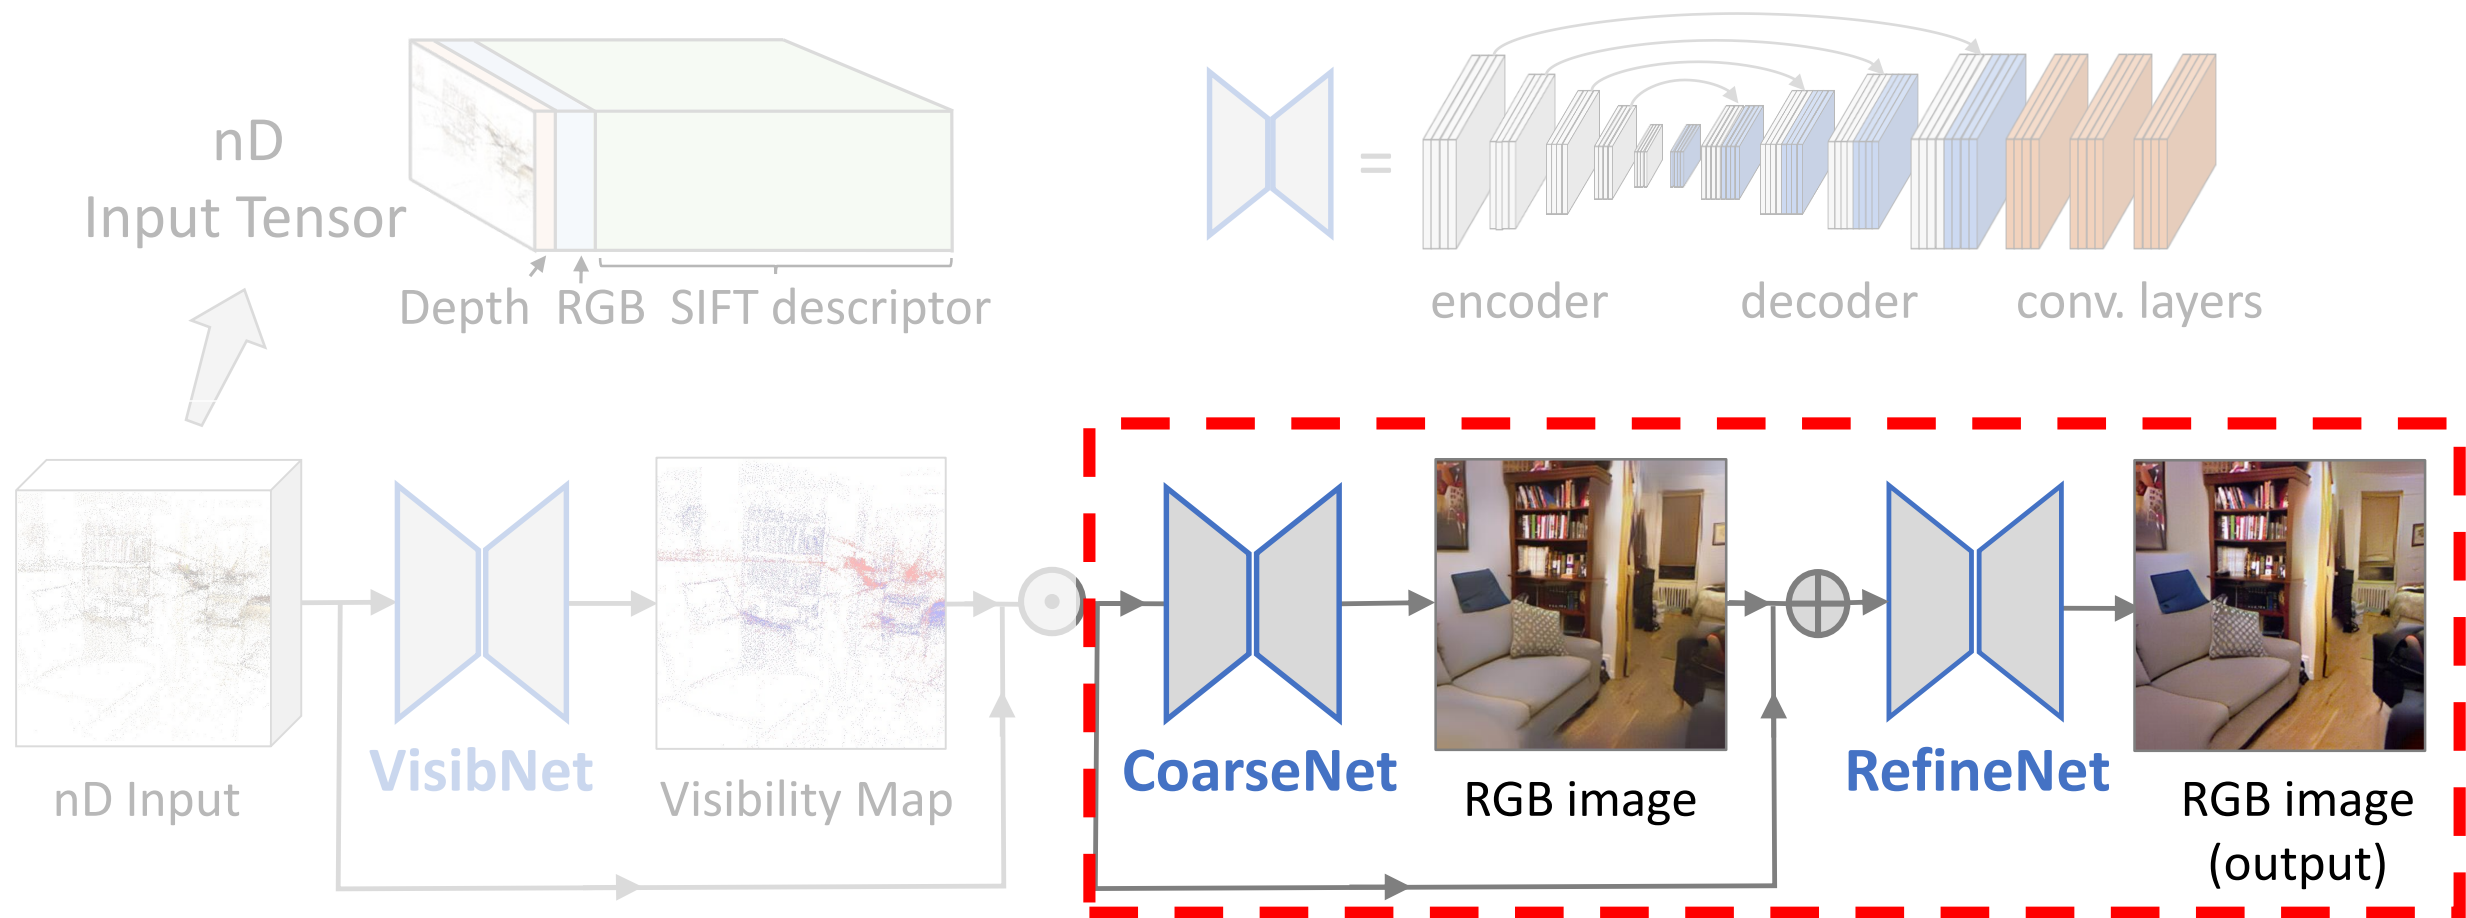 nD
Input Tensor
Depth RGB SIFT descriptor
=
encoder decoder conv. layers
VisibNet
CoarseNet
RefineNet
nD Input
Visibility Map
RGB image
RGB image
(output)